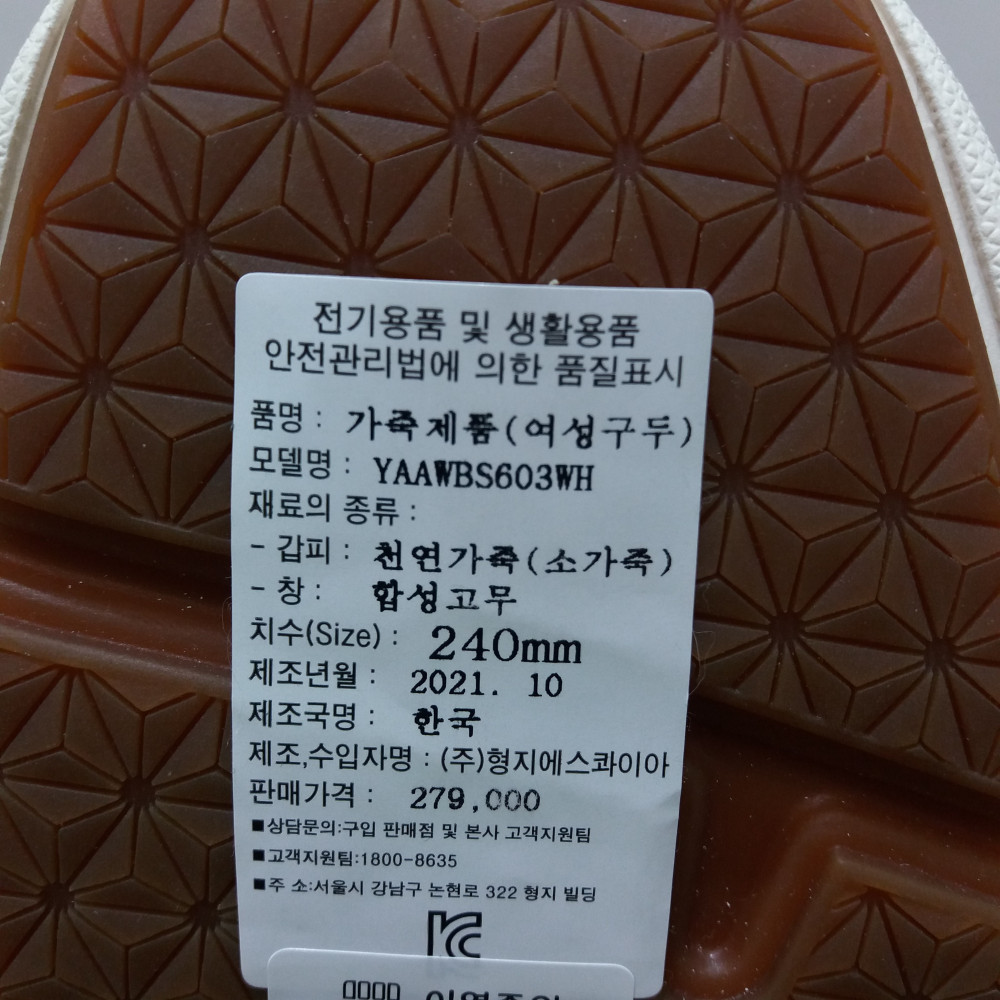 전기용품 및 생활용품
안전관리법에 의한 품질표시
품명 : 가죽제품(여성구두)
모델명 : YAAWBS603WH
재료의 종류 :
- 갑피 : 천연가죽(소가죽)
- 창 : 합성고무
치수(Size) : 240mm
제조년월 : 2021. 10
제조국명 : 한국
제조,수입자명 : (주)형지에스콰이아
판매가격 : 279,000
■상담문의:구입 판매점 및 본사 고객지원팀
■고객지원팀:1800-8635
■주 소:서울시 강남구 논현로 322 형지 빌딩
KC